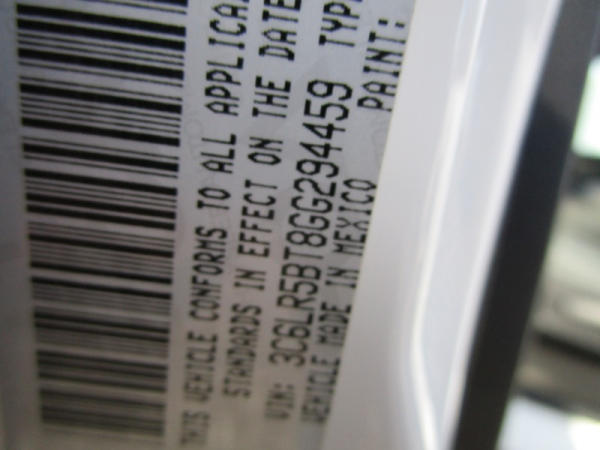 THIS VEHICLE CONFORMS TO ALL APPLICA
STANDARDS IN EFFECT ON THE DATE
VIN: 3C6LR5BT8GG294459 TYP
VEHICLE MADE IN MEXICO PAINT: